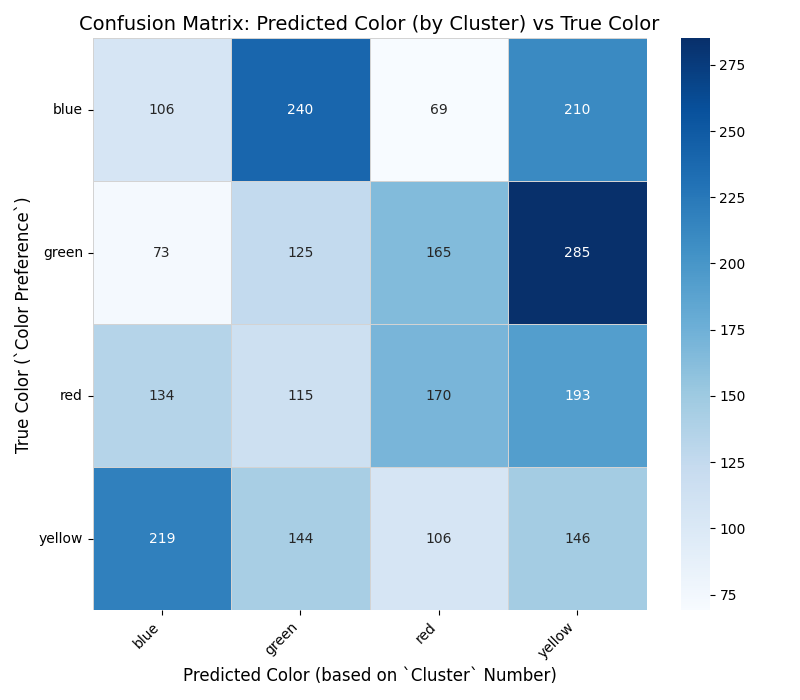 Confusion Matrix: Predicted Color (by Cluster) vs True Color
True Color (`Color Preference`)
blue 106 240 69 210
green 73 125 165 285
red 134 115 170 193
yellow 219 144 106 146
blue green red yellow
Predicted Color (based on `Cluster` Number)
275
250
225
200
175
150
125
100
75